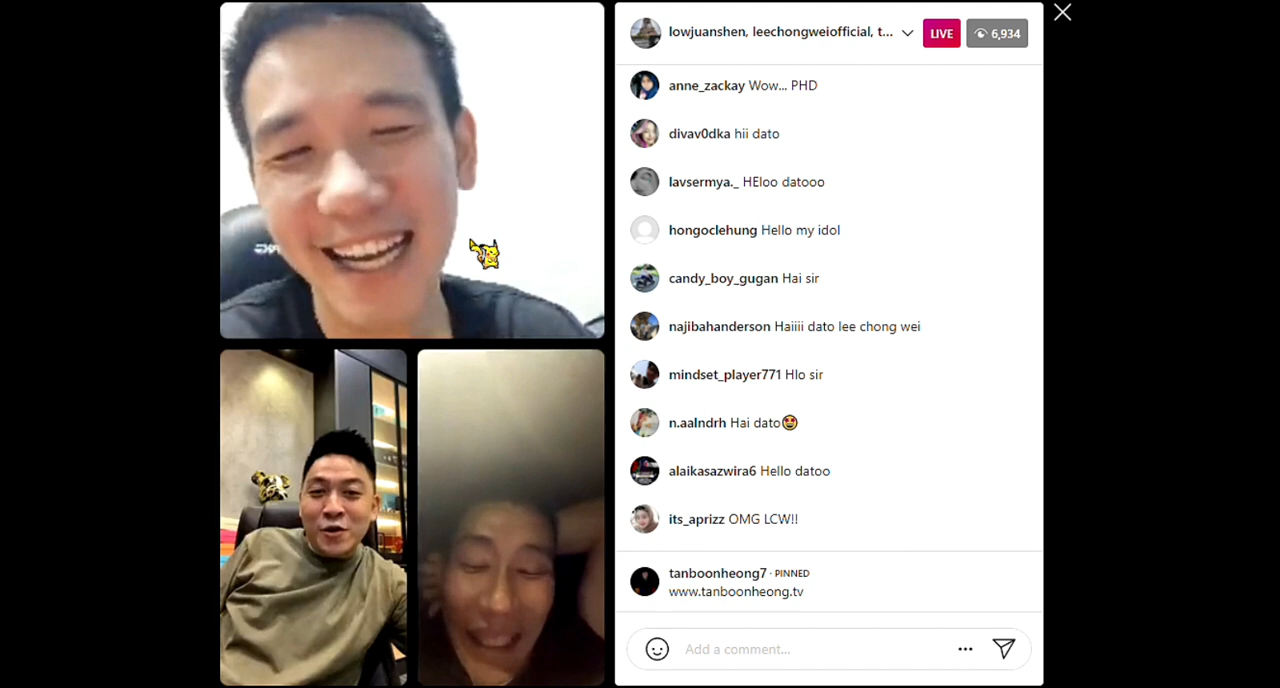 lowjuanshen, leechongweiofficial, t...
LIVE
6,934
anne_zackay Wow... PHD
divav0dka hii dato
lavsermya._ HEloo datooo
hongoclehung Hello my idol
candy_boy_gugan Hai sir
najibahanderson Haiiii dato lee chong wei
mindset_player771 Hlo sir
n.aalndrh Hai dato🤩
alaikasazwira6 Hello datoo
its_aprizz OMG LCW!!
tanboonheong7 · PINNED
www.tanboonheong.tv
Add a comment...